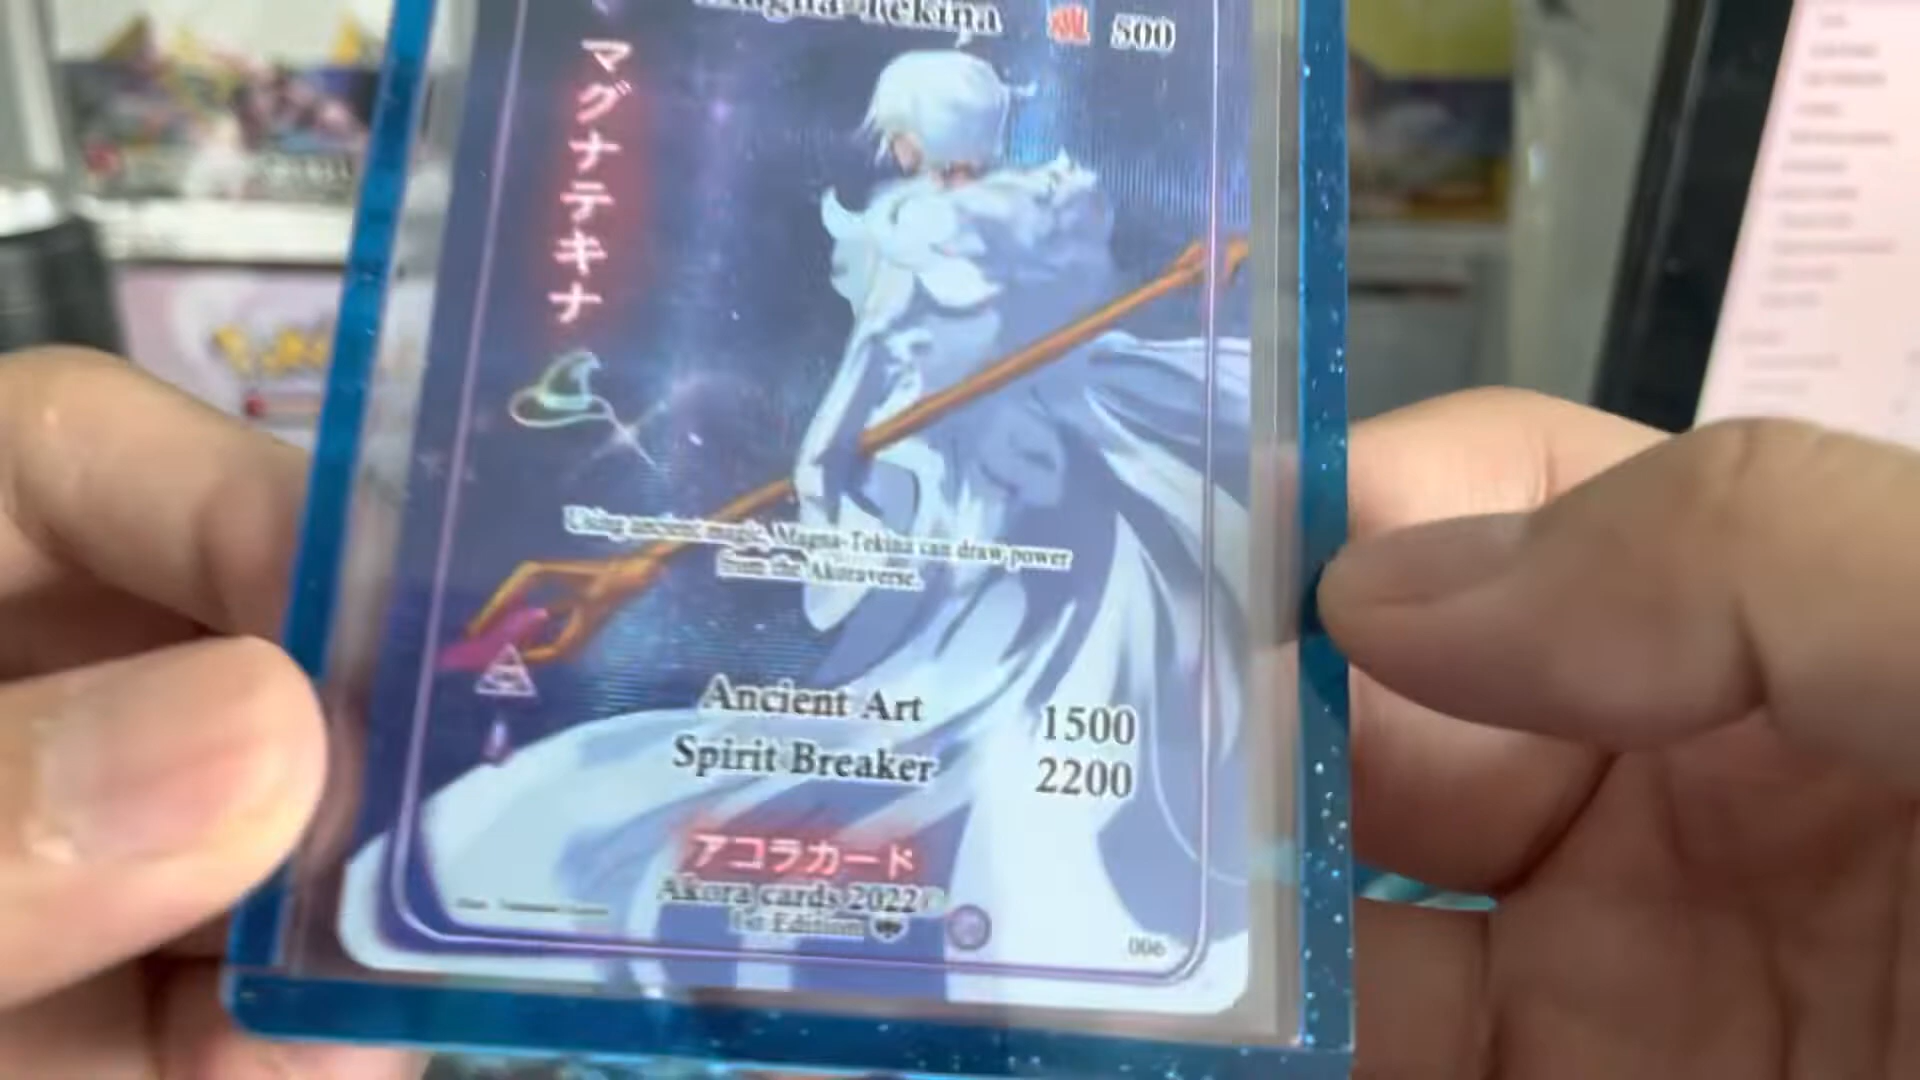 Magna-Tekina 500
マグナテキナ
Using ancient magic, Magna-Tekina can draw power
from the Akoraverse.
Ancient Art 1500
Spirit Breaker 2200
アコラカード
Akora cards 2022©
1st Edition
006